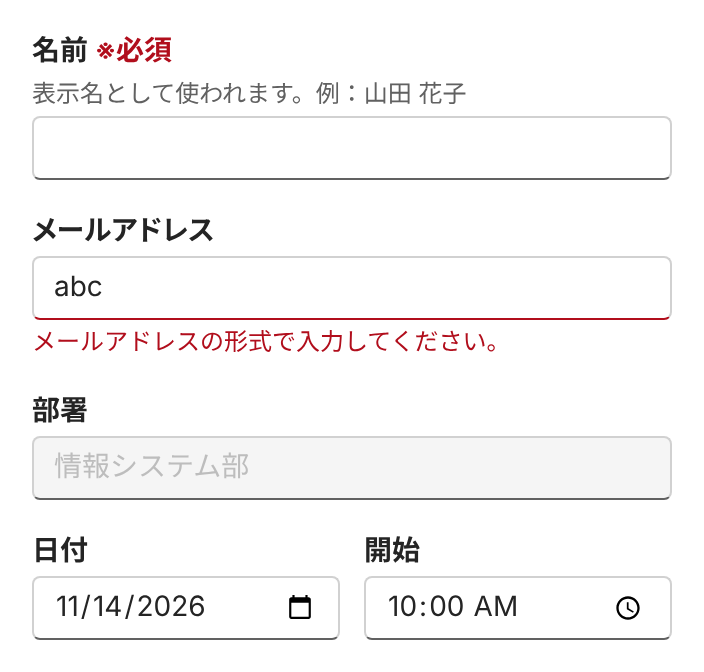 名前 ※必須
表示名として使われます。例：山田 花子
メールアドレス
abc
メールアドレスの形式で入力してください。
部署
情報システム部
日付 開始
11/14/2026 10:00 AM